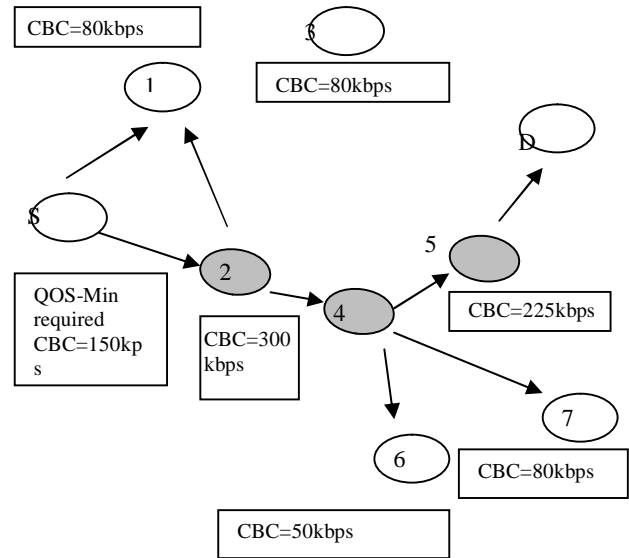 CBC=80kbps
3
1
CBC=80kbps
D
S
5
2
QOS-Min
required
CBC=150kp
s
4
CBC=225kbps
CBC=300
kbps
7
6
CBC=80kbps
CBC=50kbps